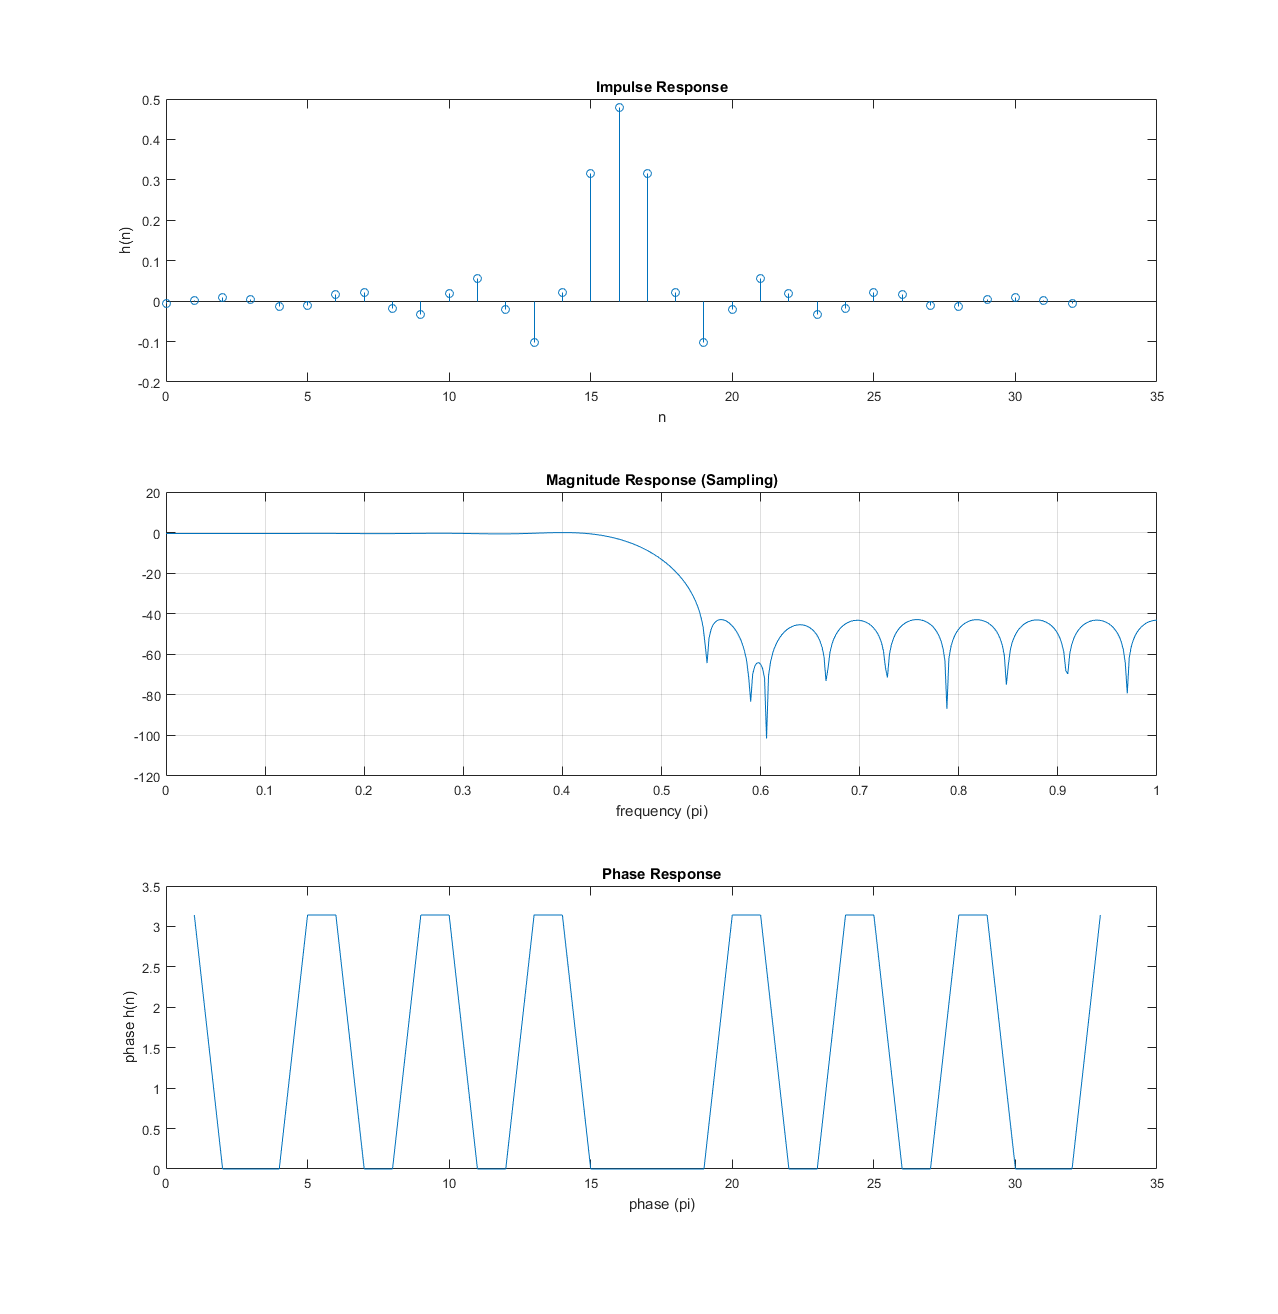 Impulse Response
0.5
0.4
0.3
0.2
0.1
0
-0.1
-0.2
h(n)
0 5 10 15 20 25 30 35
n
Magnitude Response (Sampling)
20
0
-20
-40
-60
-80
-100
-120
0 0.1 0.2 0.3 0.4 0.5 0.6 0.7 0.8 0.9 1
frequency (pi)
Phase Response
3.5
3
2.5
2
1.5
1
0.5
0
phase h(n)
0 5 10 15 20 25 30 35
phase (pi)